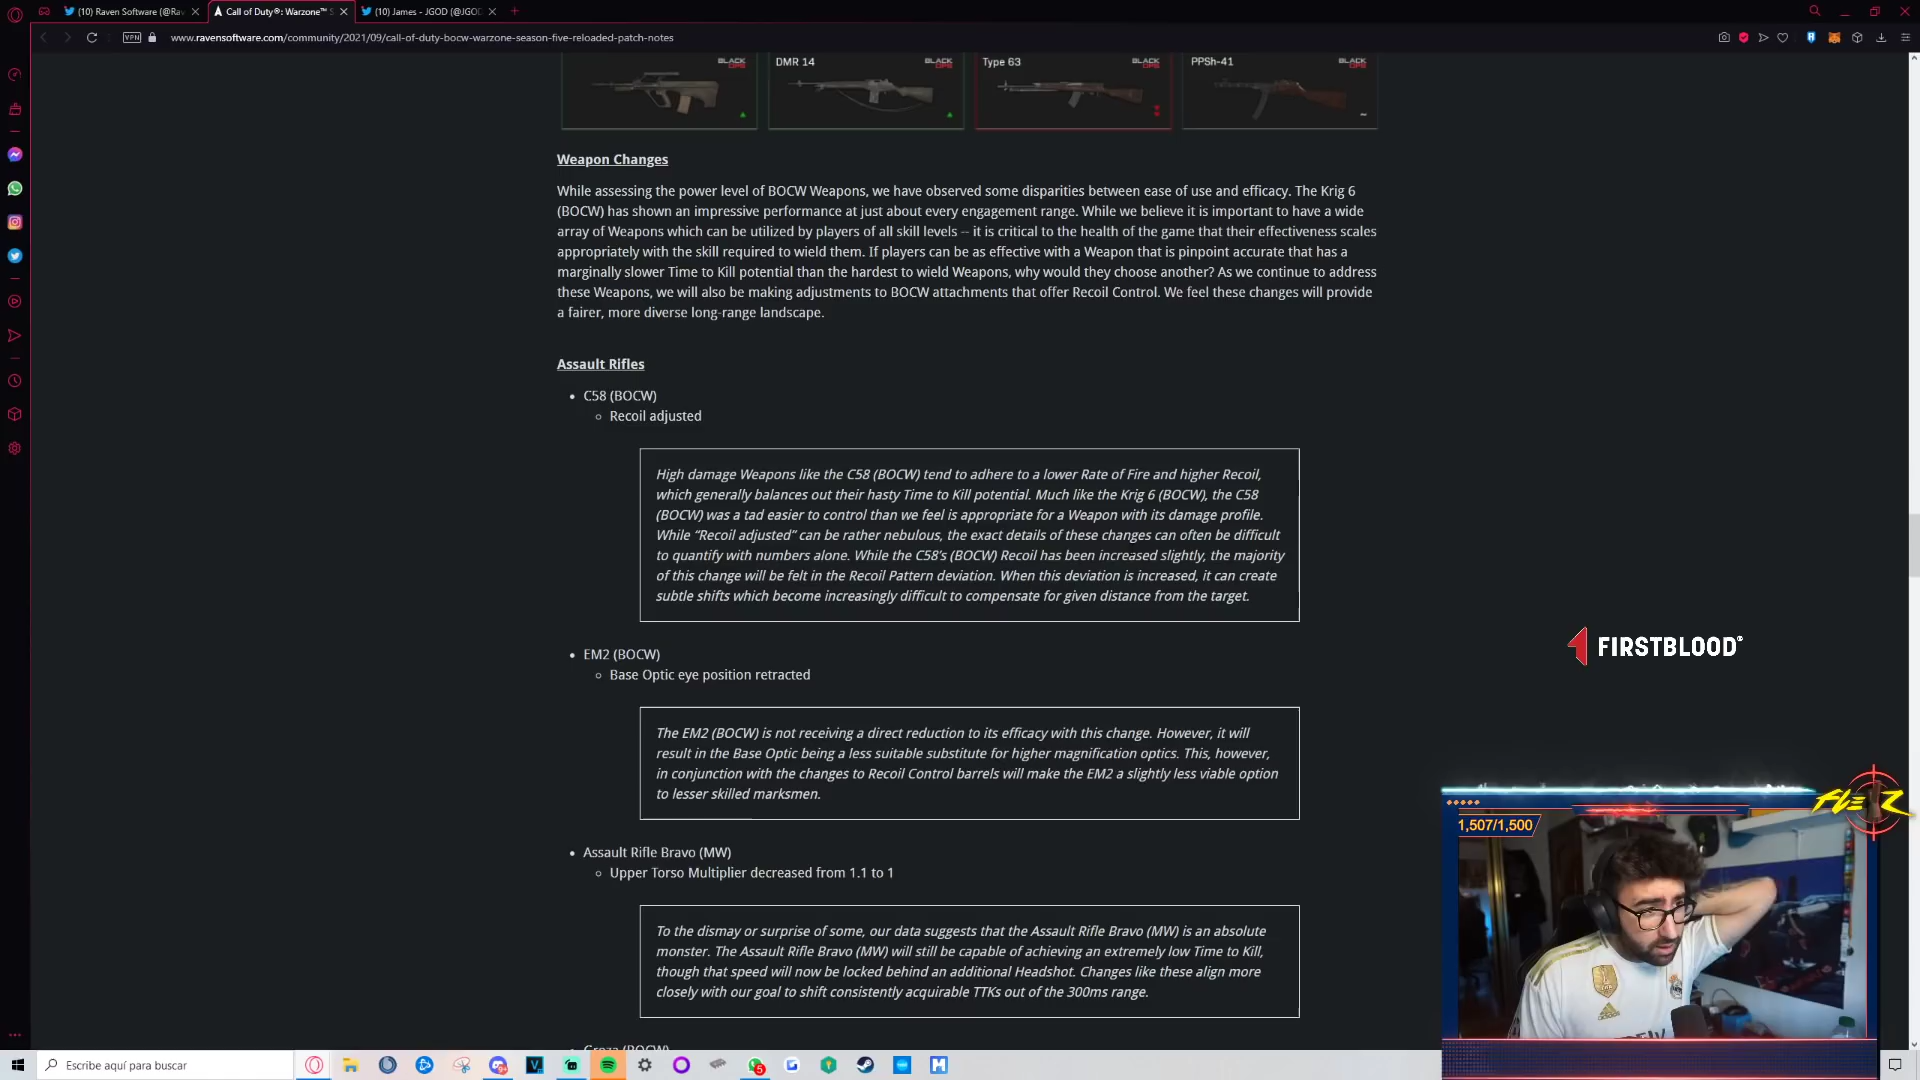 (10) Raven Software (@Rav
Call of Duty®: Warzone™ S
(10) James - JGOD (@JGOD
VPN
www.ravensoftware.com/community/2021/09/call-of-duty-bocw-warzone-season-five-reloaded-patch-notes
BLACK OPS
DMR 14
BLACK OPS
Type 63
BLACK OPS
PPSh-41
BLACK OPS
Weapon Changes
While assessing the power level of BOCW Weapons, we have observed some disparities between ease of use and efficacy. The Krig 6
(BOCW) has shown an impressive performance at just about every engagement range. While we believe it is important to have a wide
array of Weapons which can be utilized by players of all skill levels – it is critical to the health of the game that their effectiveness scales
appropriately with the skill required to wield them. If players can be as effective with a Weapon that is pinpoint accurate that has a
marginally slower Time to Kill potential than the hardest to wield Weapons, why would they choose another? As we continue to address
these Weapons, we will also be making adjustments to BOCW attachments that offer Recoil Control. We feel these changes will provide
a fairer, more diverse long-range landscape.
Assault Rifles
• C58 (BOCW)
○ Recoil adjusted
High damage Weapons like the C58 (BOCW) tend to adhere to a lower Rate of Fire and higher Recoil,
which generally balances out their hasty Time to Kill potential. Much like the Krig 6 (BOCW), the C58
(BOCW) was a tad easier to control than we feel is appropriate for a Weapon with its damage profile.
While “Recoil adjusted” can be rather nebulous, the exact details of these changes can often be difficult
to quantify with numbers alone. While the C58’s (BOCW) Recoil has been increased slightly, the majority
of this change will be felt in the Recoil Pattern deviation. When this deviation is increased, it can create
subtle shifts which become increasingly difficult to compensate for given distance from the target.
• EM2 (BOCW)
○ Base Optic eye position retracted
The EM2 (BOCW) is not receiving a direct reduction to its efficacy with this change. However, it will
result in the Base Optic being a less suitable substitute for higher magnification optics. This, however,
in conjunction with the changes to Recoil Control barrels will make the EM2 a slightly less viable option
to lesser skilled marksmen.
• Assault Rifle Bravo (MW)
○ Upper Torso Multiplier decreased from 1.1 to 1
To the dismay or surprise of some, our data suggests that the Assault Rifle Bravo (MW) is an absolute
monster. The Assault Rifle Bravo (MW) will still be capable of achieving an extremely low Time to Kill,
though that speed will now be locked behind an additional Headshot. Changes like these align more
closely with our goal to shift consistently acquirable TTKs out of the 300ms range.
Groza (BOCW)
FIRSTBLOOD®
1,507/1,500
Escribe aquí para buscar
5